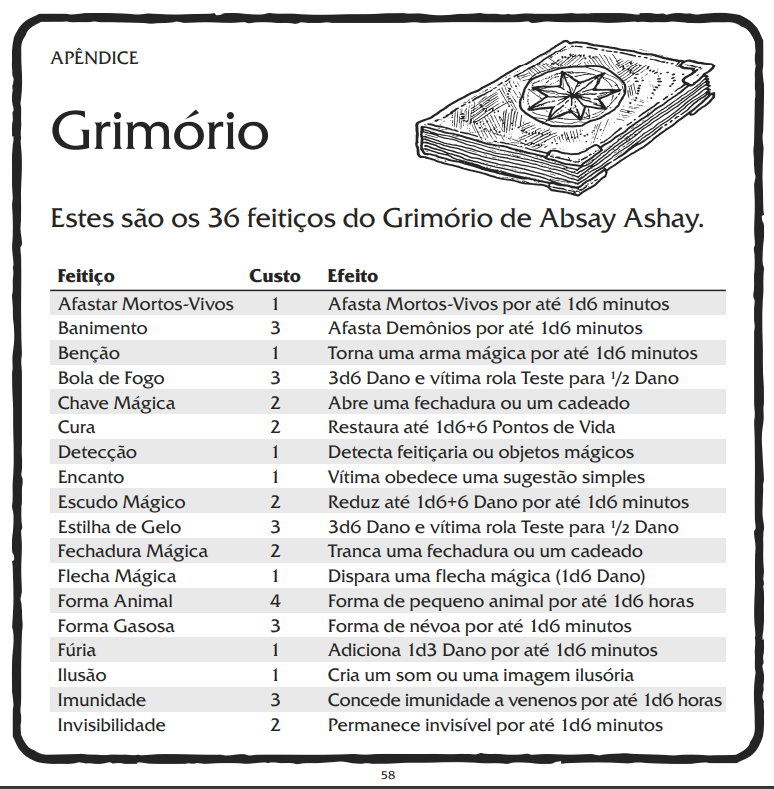 APÊNDICE
Grimório
Estes são os 36 feitiços do Grimório de Absay Ashay.
Feitiço Custo Efeito
Afastar Mortos-Vivos 1 Afasta Mortos-Vivos por até 1d6 minutos
Banimento 3 Afasta Demônios por até 1d6 minutos
Benção 1 Torna uma arma mágica por até 1d6 minutos
Bola de Fogo 3 3d6 Dano e vítima rola Teste para ½ Dano
Chave Mágica 2 Abre uma fechadura ou um cadeado
Cura 2 Restaura até 1d6+6 Pontos de Vida
Detecção 1 Detecta feitiçaria ou objetos mágicos
Encanto 1 Vítima obedece uma sugestão simples
Escudo Mágico 2 Reduz até 1d6+6 Dano por até 1d6 minutos
Estilha de Gelo 3 3d6 Dano e vítima rola Teste para ½ Dano
Fechadura Mágica 2 Tranca uma fechadura ou um cadeado
Flecha Mágica 1 Dispara uma flecha mágica (1d6 Dano)
Forma Animal 4 Forma de pequeno animal por até 1d6 horas
Forma Gasosa 3 Forma de névoa por até 1d6 minutos
Fúria 1 Adiciona 1d3 Dano por até 1d6 minutos
Ilusão 1 Cria um som ou uma imagem ilusória
Imunidade 3 Concede imunidade a venenos por até 1d6 horas
Invisibilidade 2 Permanece invisível por até 1d6 minutos
58